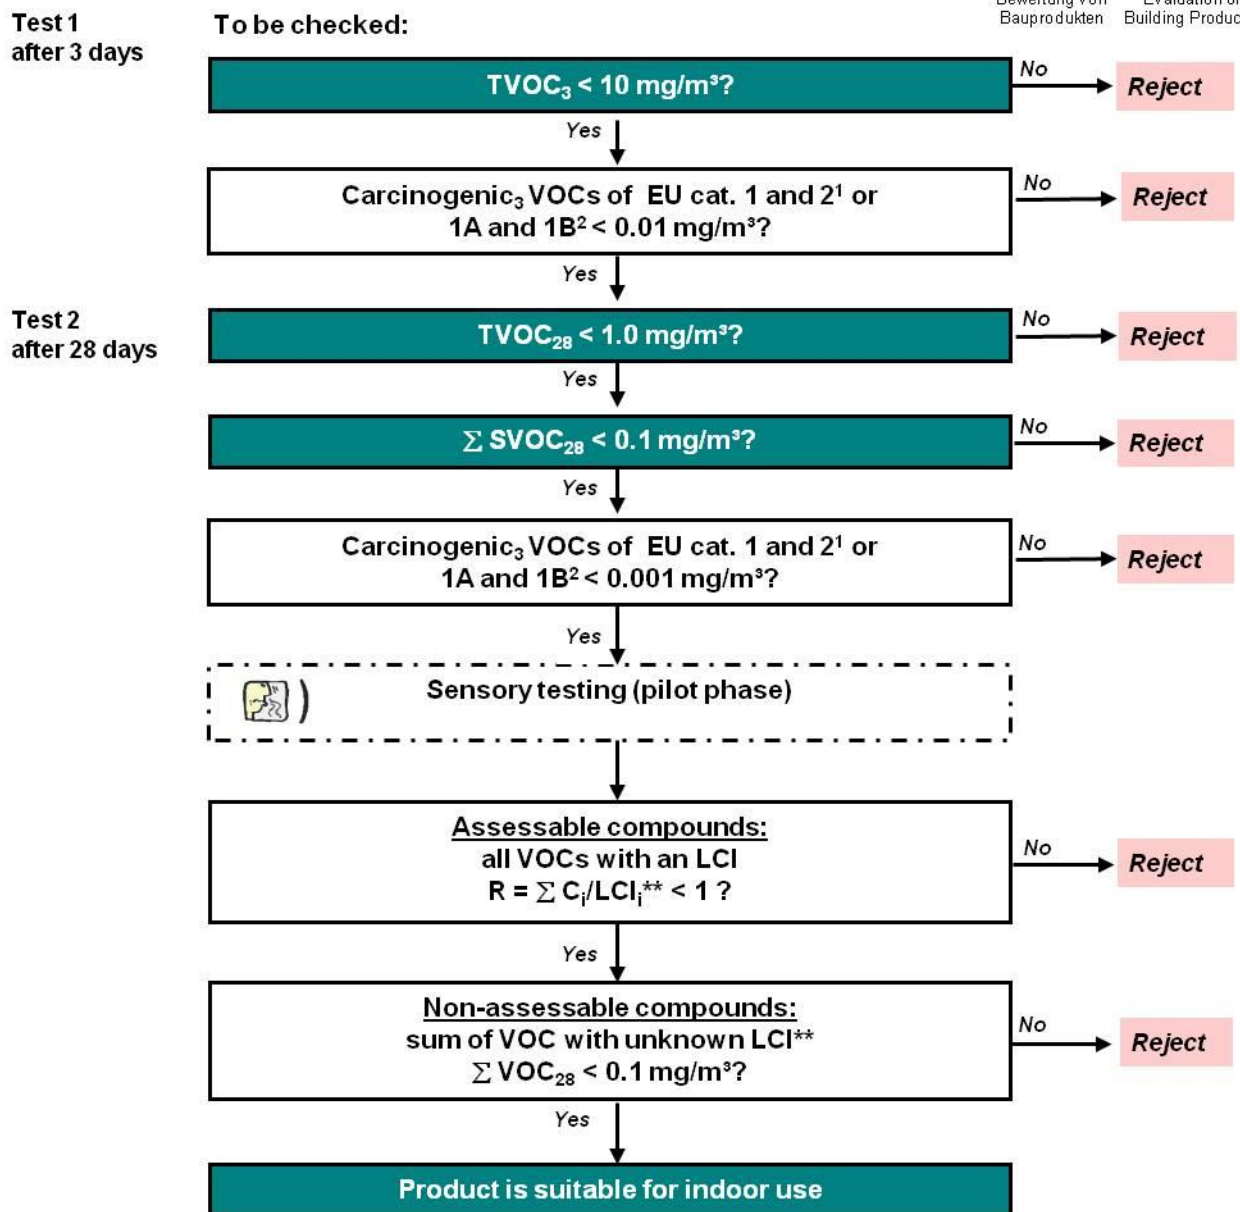 Bewertung von Evaluation of
Bauprodukten Building Produc
Test 1
after 3 days
To be checked:
TVOC₃ < 10 mg/m³?
No
Reject
Yes
Carcinogenic₃ VOCs of EU cat. 1 and 2¹ or
1A and 1B² < 0.01 mg/m³?
No
Reject
Yes
Test 2
after 28 days
TVOC₂₈ < 1.0 mg/m³?
No
Reject
Yes
Σ SVOC₂₈ < 0.1 mg/m³?
No
Reject
Yes
Carcinogenic₃ VOCs of EU cat. 1 and 2¹ or
1A and 1B² < 0.001 mg/m³?
No
Reject
Yes
) Sensory testing (pilot phase)
Assessable compounds:
all VOCs with an LCI
R = Σ Cᵢ/LCIᵢ** < 1 ?
No
Reject
Yes
Non-assessable compounds:
sum of VOC with unknown LCI**
Σ VOC₂₈ < 0.1 mg/m³?
No
Reject
Yes
Product is suitable for indoor use